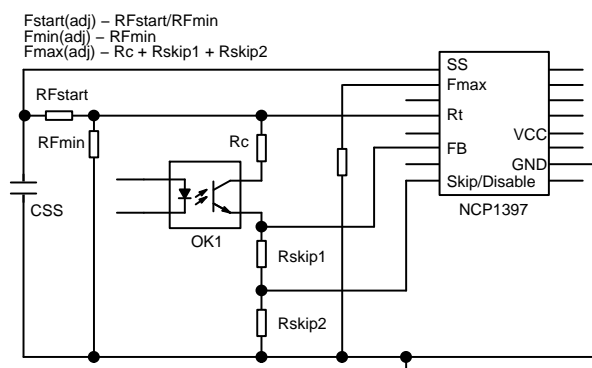 Fstart(adj) – RFstart/RFmin
Fmin(adj) – RFmin
Fmax(adj) – Rc + Rskip1 + Rskip2
SS
Fmax
RFstart
Rt
RFmin
Rc
VCC
FB
GND
Skip/Disable
CSS
NCP1397
OK1
Rskip1
Rskip2